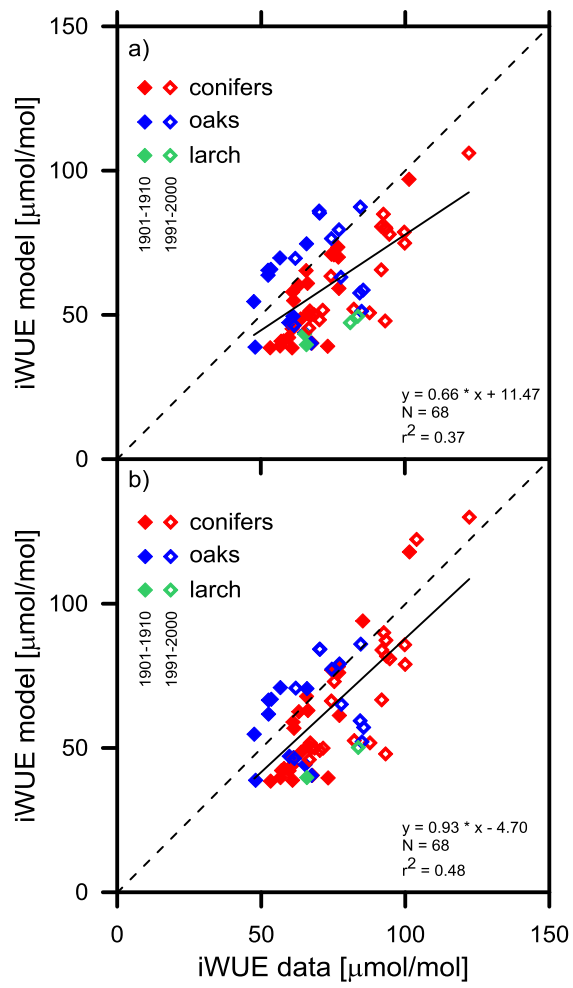 150
a)
conifers
oaks
larch
1901-1910
1991-2000
100
50
0
iWUE model [μmol/mol]
y = 0.66 * x + 11.47
N = 68
r2 = 0.37
b)
conifers
oaks
larch
1901-1910
1991-2000
100
50
0
iWUE model [μmol/mol]
y = 0.93 * x - 4.70
N = 68
r2 = 0.48
0 50 100 150
iWUE data [μmol/mol]